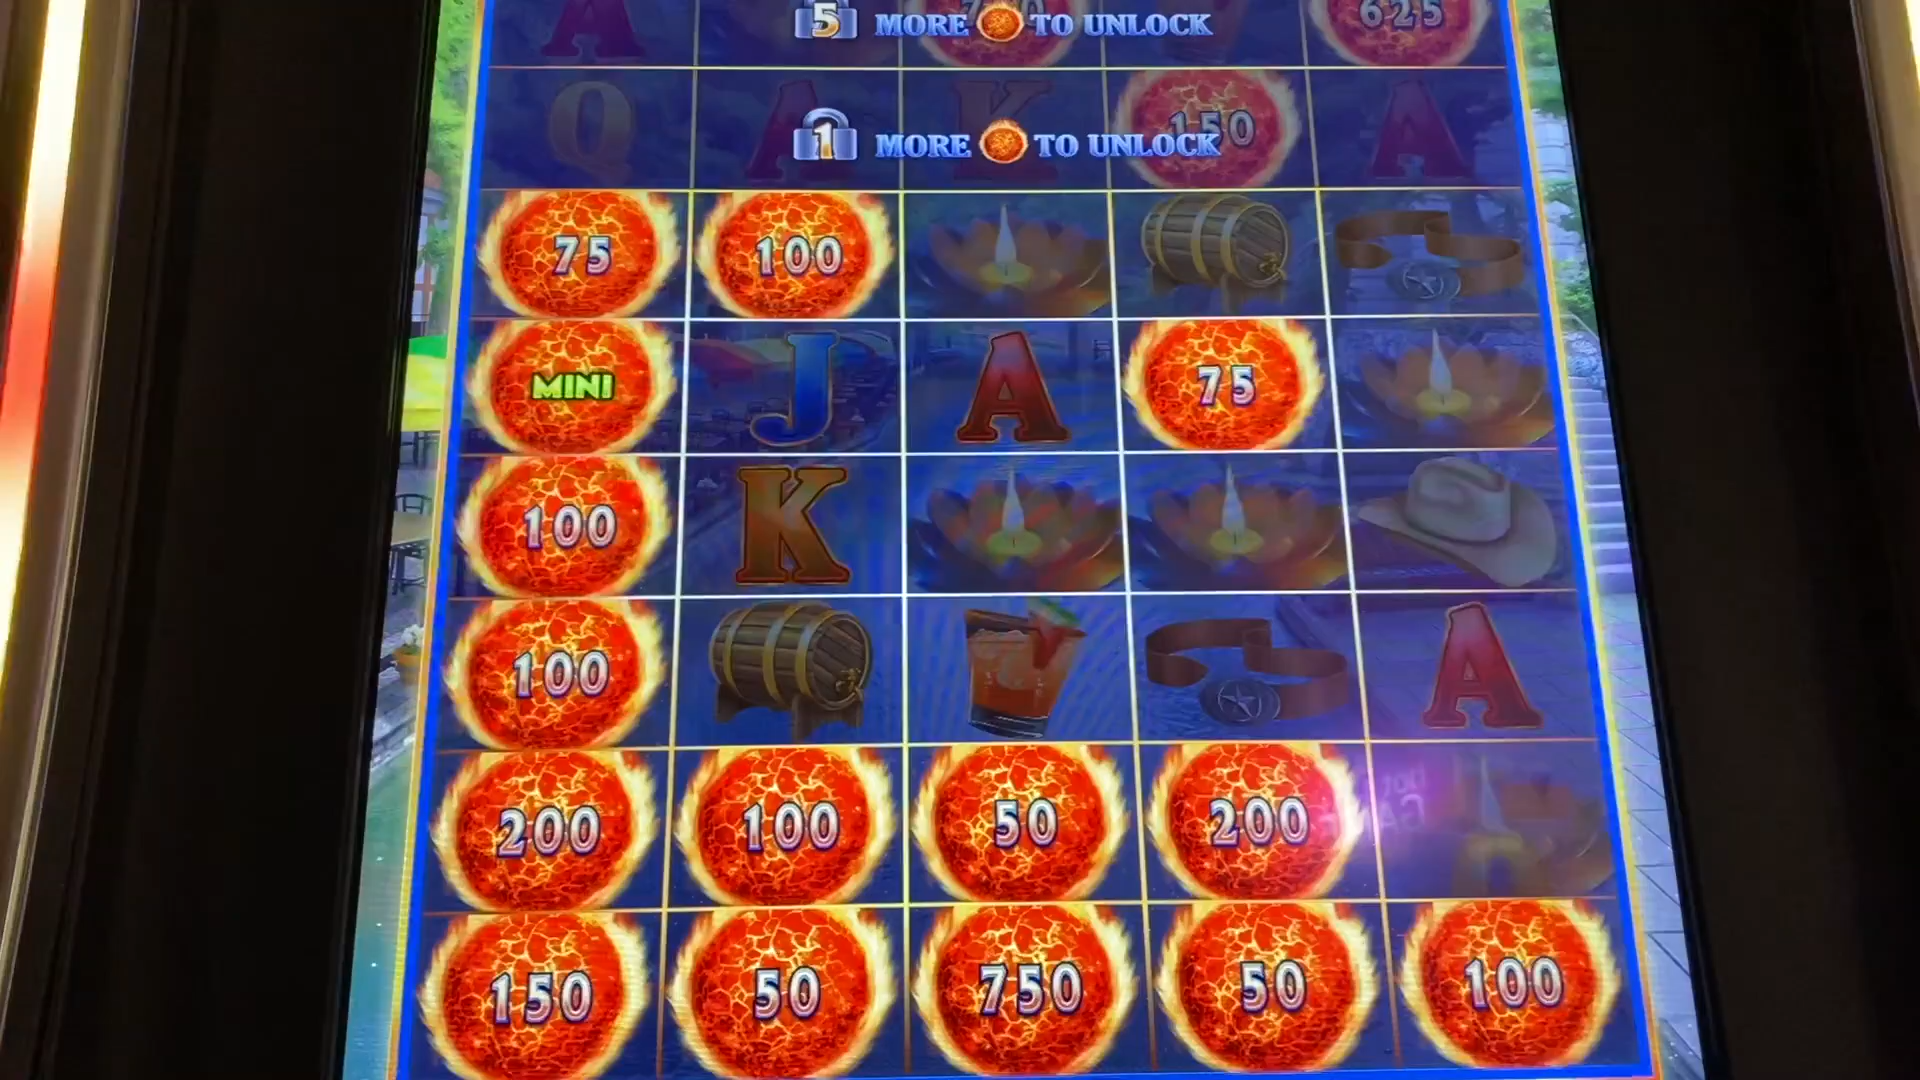 5 MORE TO UNLOCK
A 625
1 MORE TO UNLOCK
Q A K 150 A
75 100
MINI J A 75
100 K
100 A
200 100 50 200
150 50 750 50 100